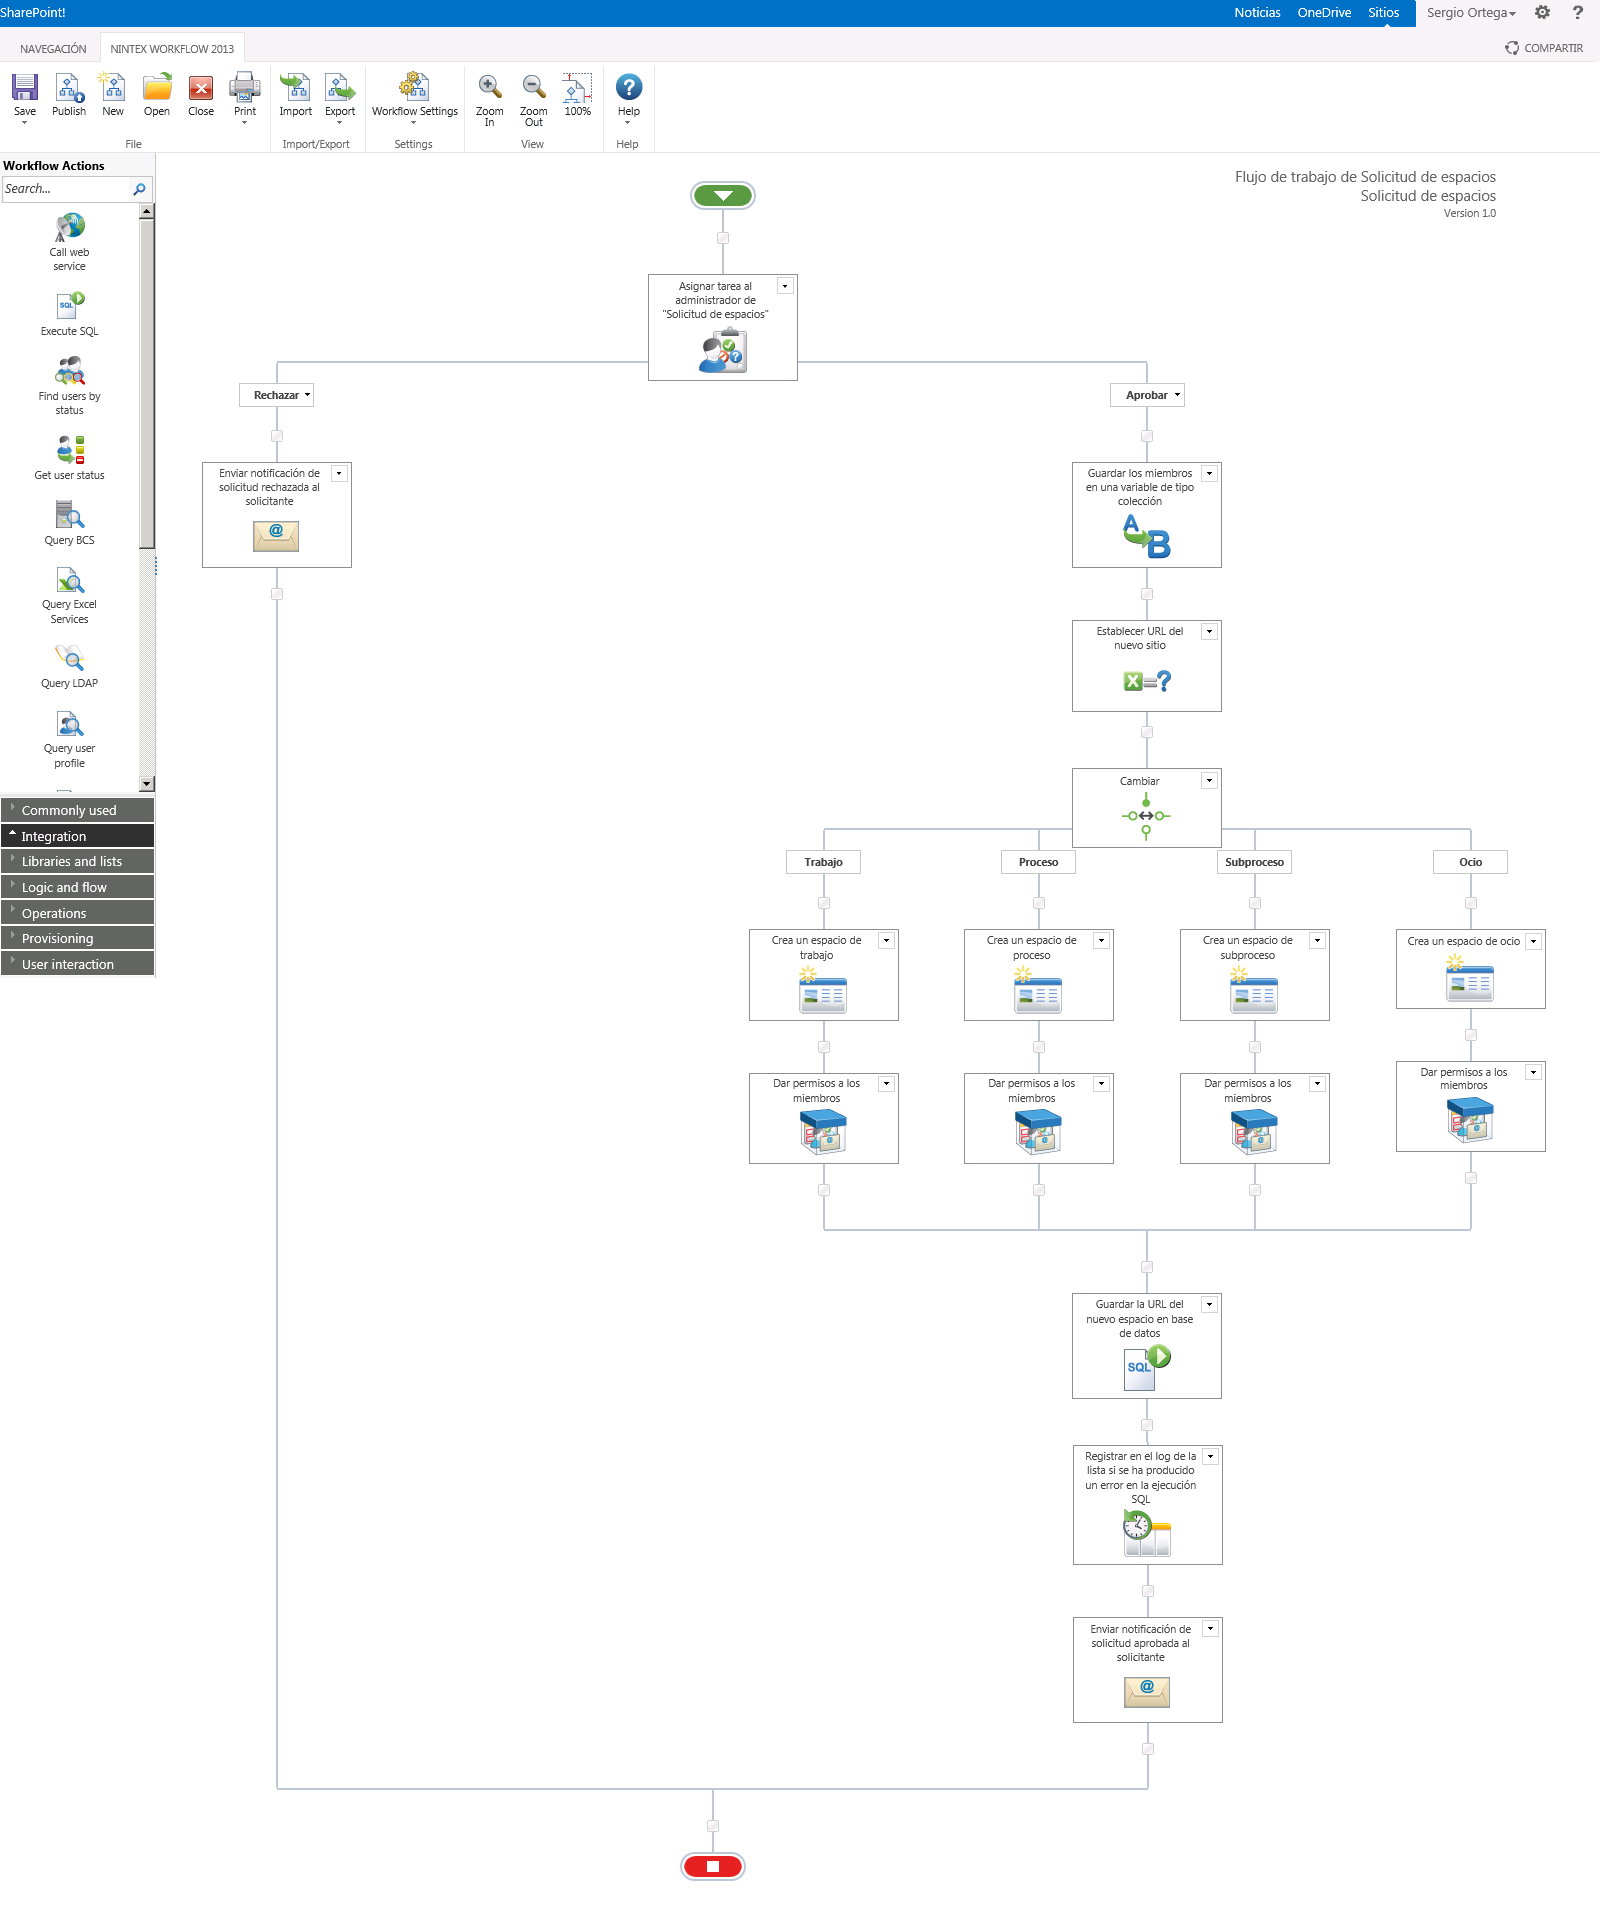 SharePoint!
Noticias OneDrive Sitios Sergio Ortega ?
NAVEGACIÓN NINTEX WORKFLOW 2013 COMPARTIR
Save Publish New Open Close Print Import Export Workflow Settings Zoom In Zoom Out 100% Help
File Import/Export Settings View Help
Workflow Actions
Search...
Call web
service
Execute SQL
Find users by
status
Get user status
Query BCS
Query Excel
Services
Query LDAP
Query user
profile
Commonly used
Integration
Libraries and lists
Logic and flow
Operations
Provisioning
User interaction
Flujo de trabajo de Solicitud de espacios
Solicitud de espacios
Version 1.0
Asignar tarea al
administrador de
"Solicitud de espacios"
Rechazar
Aprobar
Enviar notificación de
solicitud rechazada al
solicitante
@
Guardar los miembros
en una variable de tipo
colección
A
B
Establecer URL del
nuevo sitio
X=?
Cambiar
Trabajo Proceso Subproceso Ocio
Crea un espacio de
trabajo
Crea un espacio de
proceso
Crea un espacio de
subproceso
Crea un espacio de ocio
Dar permisos a los
miembros
Dar permisos a los
miembros
Dar permisos a los
miembros
Dar permisos a los
miembros
Guardar la URL del
nuevo espacio en base
de datos
SQL
Registrar en el log de la
lista si se ha producido
un error en la ejecución
SQL
Enviar notificación de
solicitud aprobada al
solicitante
@